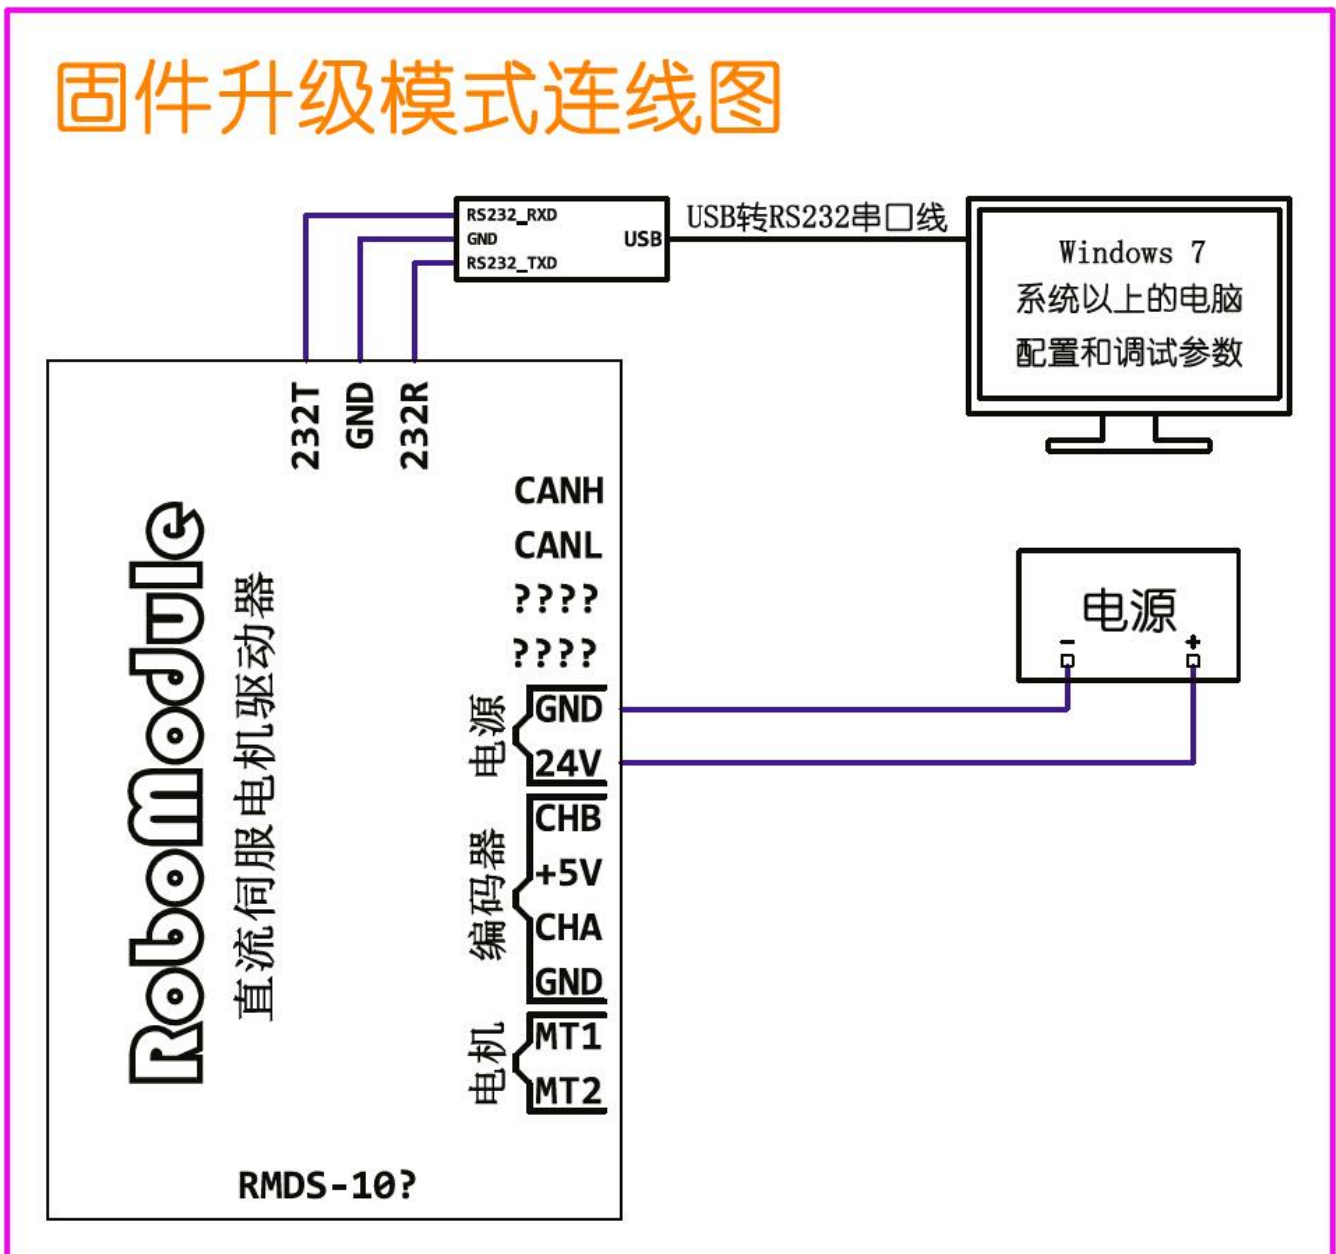 固件升级模式连线图
RS232_RXD
GND
RS232_TXD
USB
USB转RS232串口线
Windows 7
系统以上的电脑
配置和调试参数
232T
GND
232R
CANH
CANL
????
????
电源
GND
24V
编码器
CHB
+5V
CHA
GND
电机
MT1
MT2
RoboModule
直流伺服电机驱动器
RMDS-10?
电源
- +